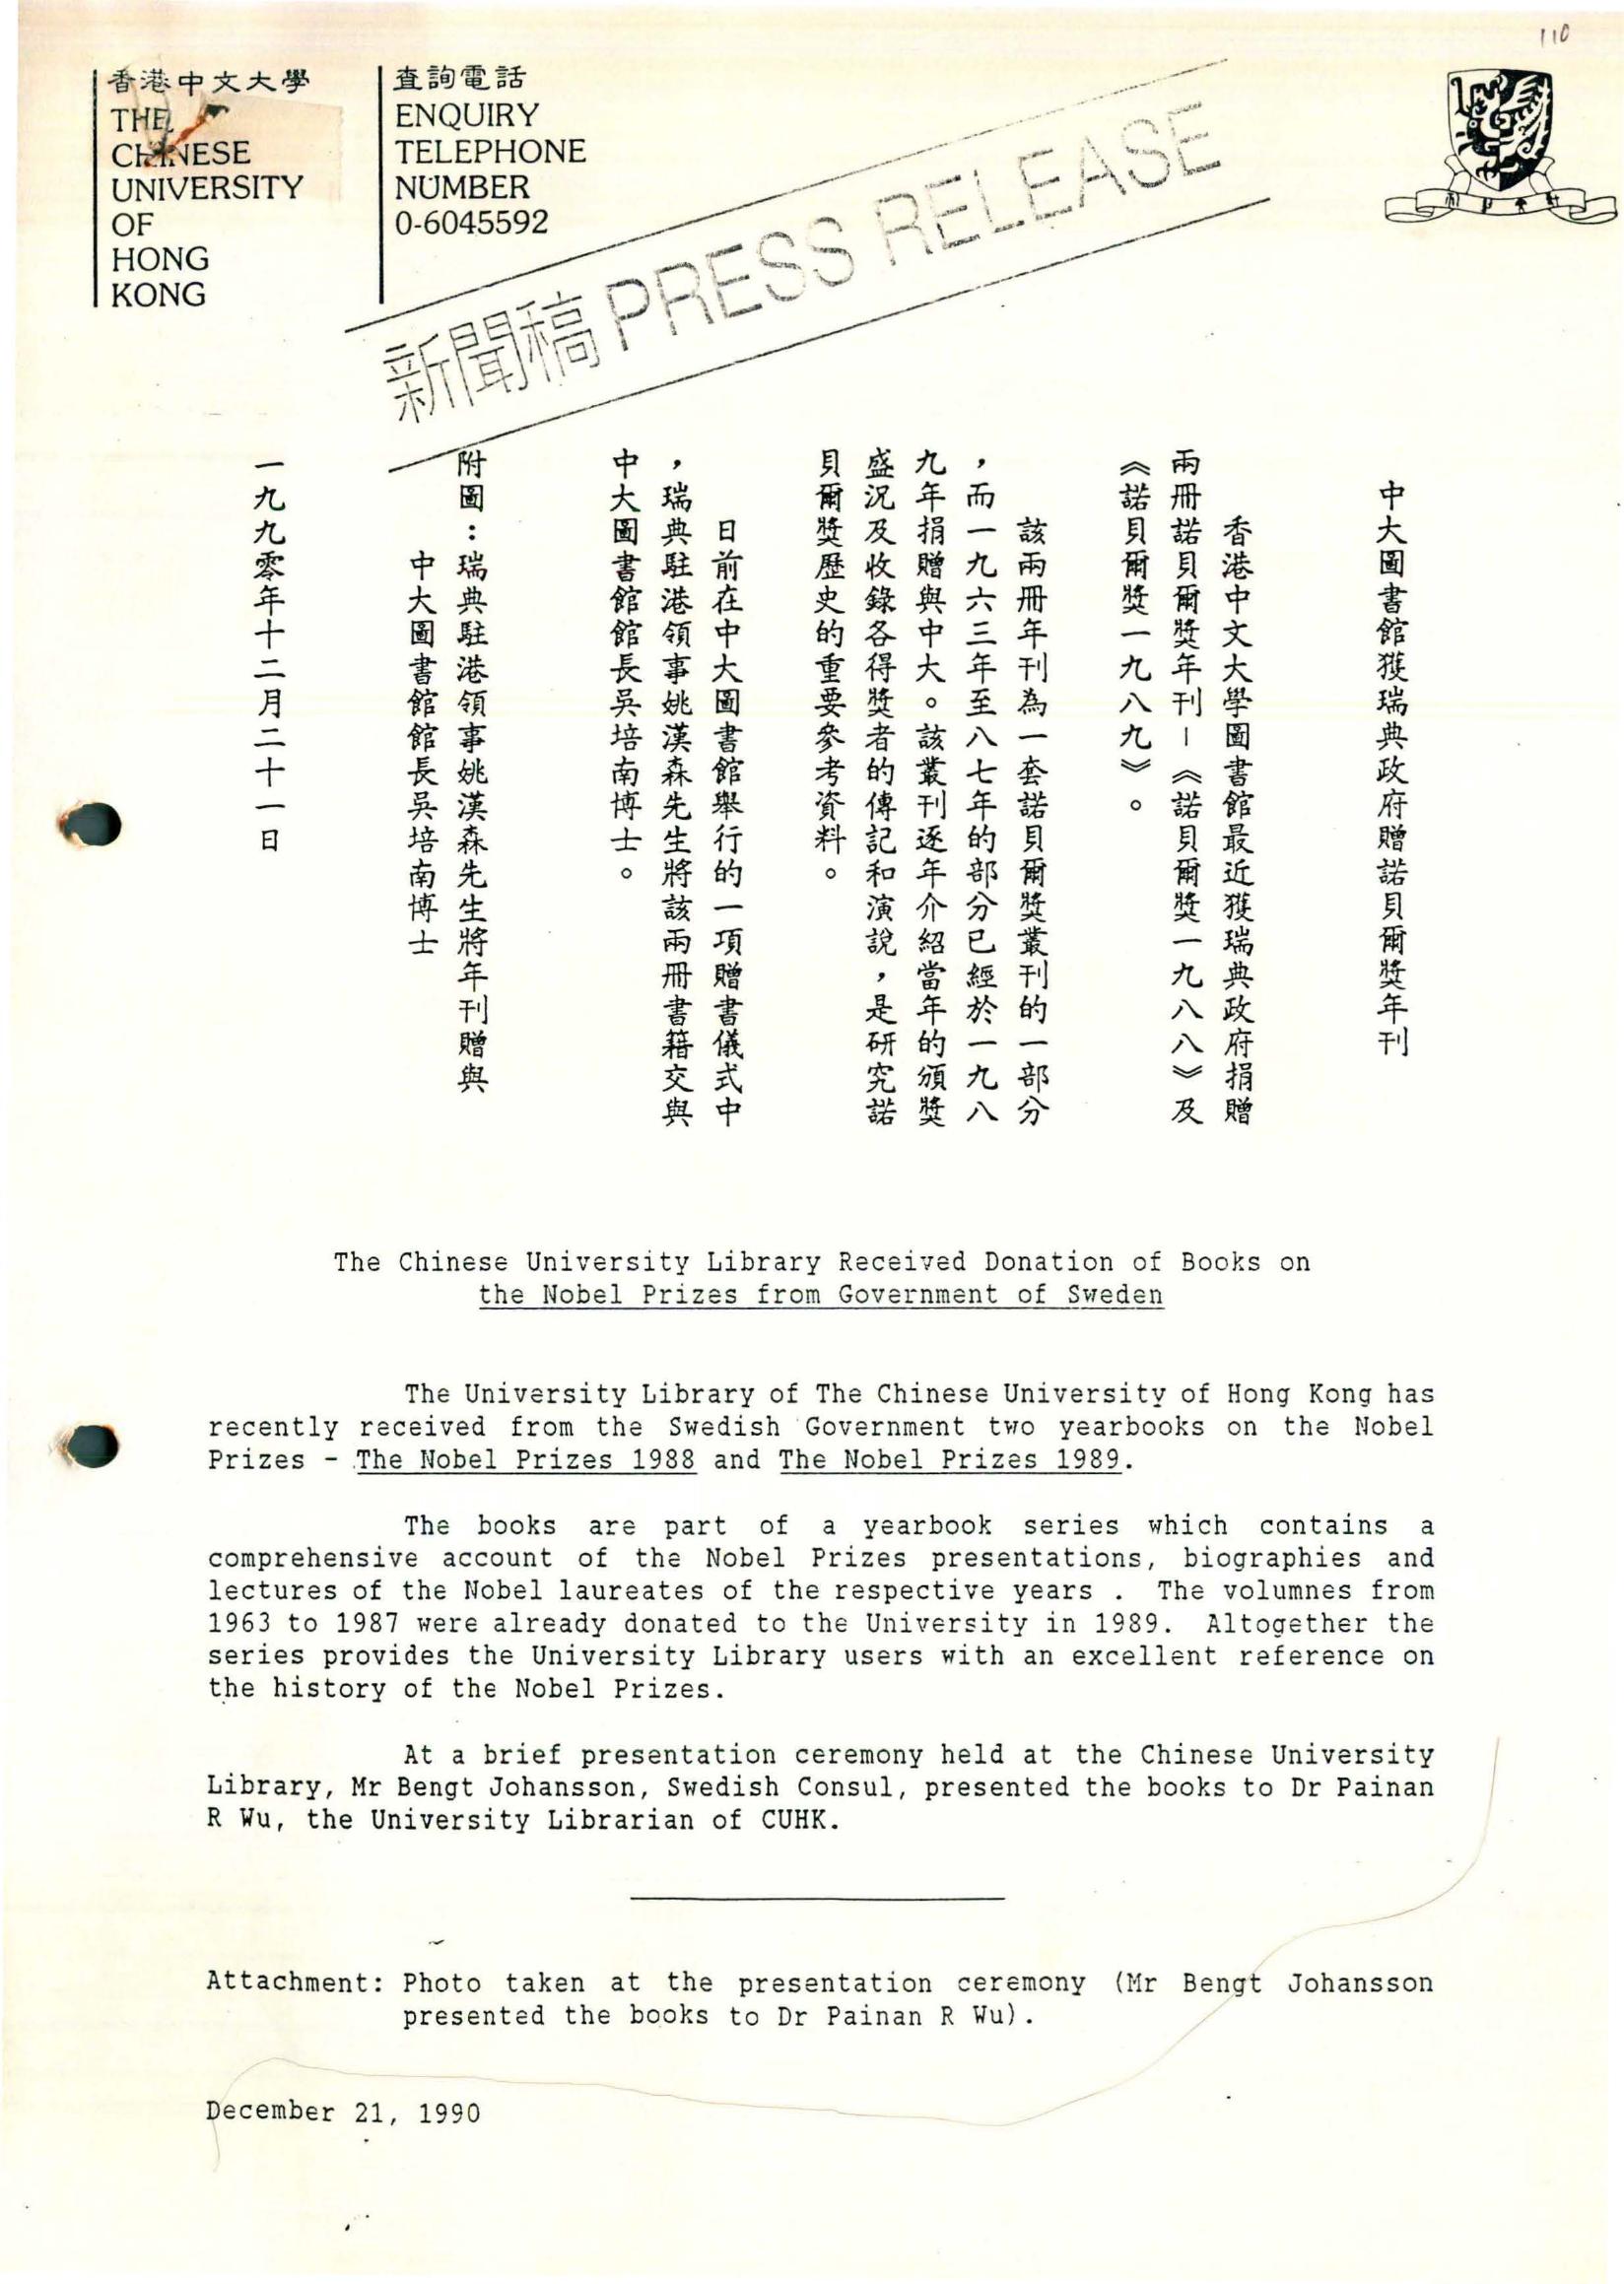 110
香港中文大學
THE
CHINESE
UNIVERSITY
OF
HONG
KONG
查詢電話
ENQUIRY
TELEPHONE
NUMBER
0-6045592
新聞稿 PRESS RELEASE
中大圖書館獲瑞典政府贈諾貝爾獎年刊
香港中文大學圖書館最近獲瑞典政府捐贈
兩冊諾貝爾獎年刊—《諾貝爾獎一九八八》及
《諾貝爾獎一九八九》。
該兩冊年刊為一套諾貝爾獎叢刊的一部分
，而一九六三年至八七年的部分已經於一九八
九年捐贈與中大。該叢刊逐年介紹當年的頒獎
盛況及收錄各得獎者的傳記和演說，是研究諾
貝爾獎歷史的重要參考資料。
日前在中大圖書館舉行的一項贈書儀式中
，瑞典駐港領事姚漢森先生將該兩冊書籍交與
中大圖書館館長吳培南博士。
附圖：瑞典駐港領事姚漢森先生將年刊贈與
中大圖書館館長吳培南博士
一九九零年十二月二十一日
The Chinese University Library Received Donation of Books on
the Nobel Prizes from Government of Sweden
The University Library of The Chinese University of Hong Kong has
recently received from the Swedish Government two yearbooks on the Nobel
Prizes - The Nobel Prizes 1988 and The Nobel Prizes 1989.
The books are part of a yearbook series which contains a
comprehensive account of the Nobel Prizes presentations, biographies and
lectures of the Nobel laureates of the respective years . The volumnes from
1963 to 1987 were already donated to the University in 1989. Altogether the
series provides the University Library users with an excellent reference on
the history of the Nobel Prizes.
At a brief presentation ceremony held at the Chinese University
Library, Mr Bengt Johansson, Swedish Consul, presented the books to Dr Painan
R Wu, the University Librarian of CUHK.
Attachment: Photo taken at the presentation ceremony (Mr Bengt Johansson
presented the books to Dr Painan R Wu).
December 21, 1990